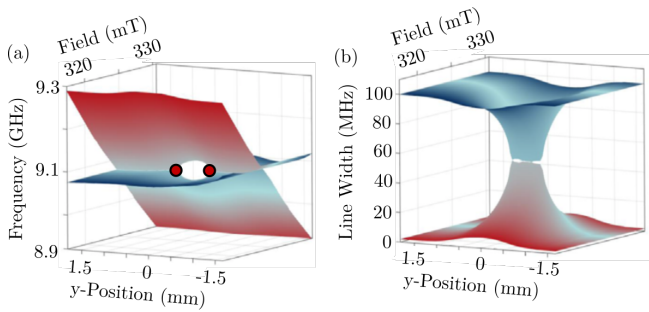 (a)
Field (mT)
320
330
9.3
9.1
8.9
Frequency (GHz)
1.5
0
-1.5
y-Position (mm)
(b)
Field (mT)
320
330
100
80
60
40
20
0
Line Width (MHz)
1.5
0
-1.5
y-Position (mm)